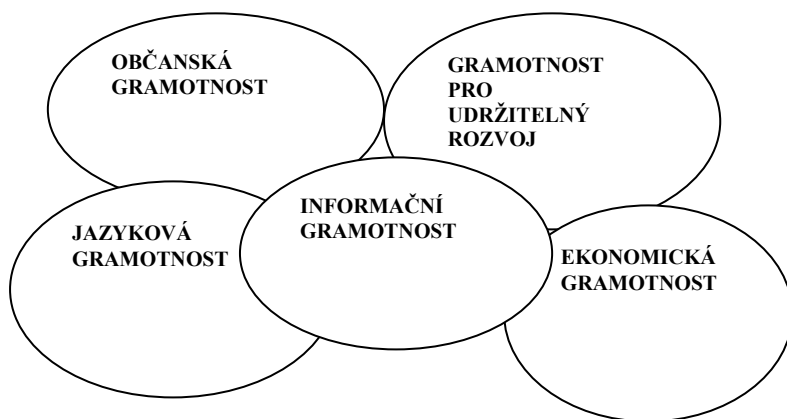 OBČANSKÁ
GRAMOTNOST
GRAMOTNOST
PRO
UDRŽITELNÝ
ROZVOJ
JAZYKOVÁ
GRAMOTNOST
INFORMAČNÍ
GRAMOTNOST
EKONOMICKÁ
GRAMOTNOST